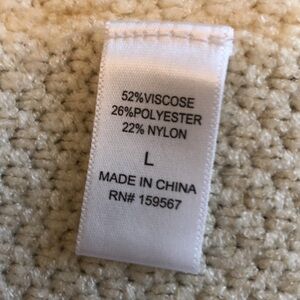 52%VISCOSE
26%POLYESTER
22% NYLON
L
MADE IN CHINA
RN# 159567